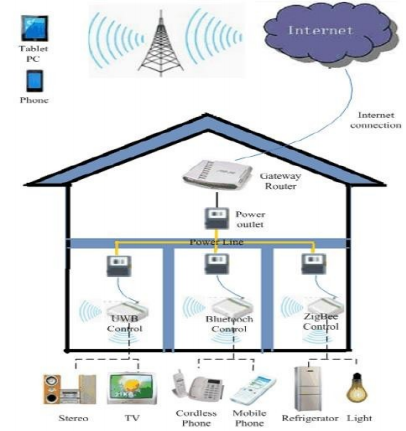 Internet
Tablet
PC
Phone
Internet
connection
Gateway
Router
Power
outlet
Power Line
UWB
Control
Bluetooth
Control
ZigBee
Control
Stereo
TV
Cordless
Phone
Mobile
Phone
Refrigerator
Light